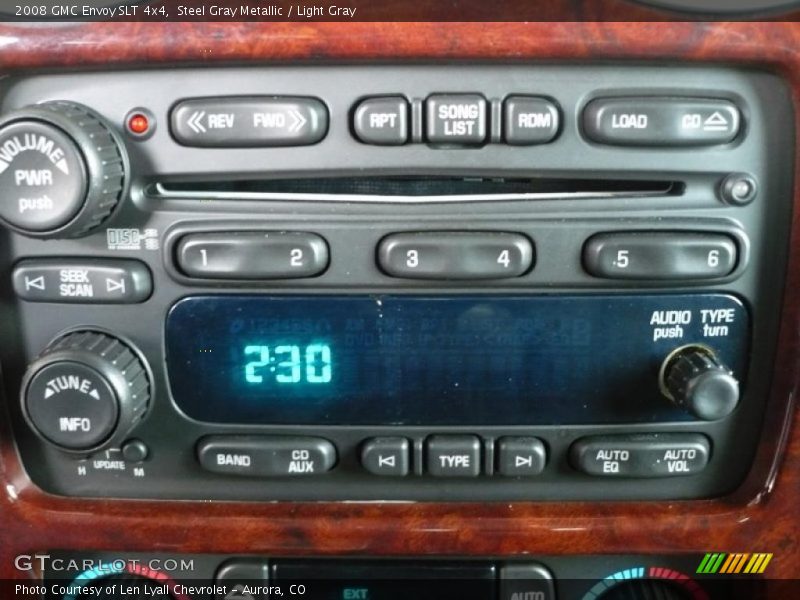 2008 GMC Envoy SLT 4x4, Steel Gray Metallic / Light Gray
REV FWD
RPT
SONG LIST
RDM
LOAD CD
VOLUME
PWR
push
DISC
1 2
3 4
5 6
SEEK
SCAN
AUDIO TYPE
push turn
2:30
TUNE
INFO
H UPDATE M
BAND
CD AUX
TYPE
AUTO EQ
AUTO VOL
GTCARLOT.COM
EXT
AUTO
Photo Courtesy of Len Lyall Chevrolet - Aurora, CO